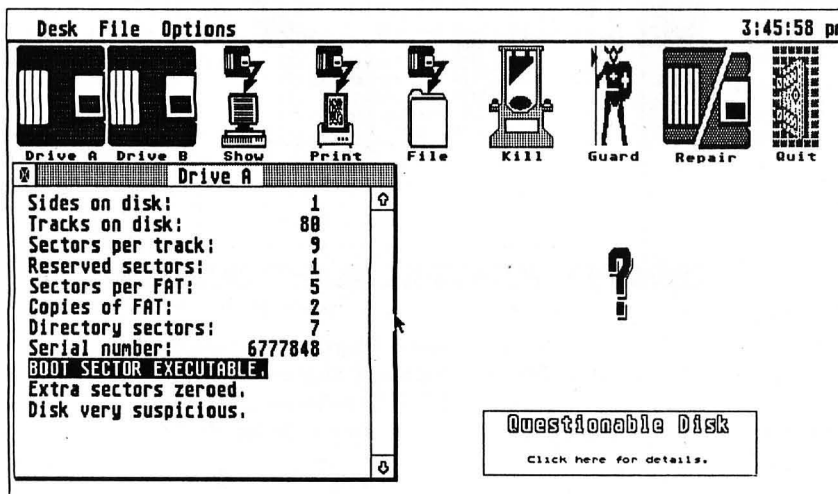 Desk File Options 3:45:58 pm
Drive A Drive B Show Print File Kill Guard Repair Quit
Drive A
Sides on disk: 1
Tracks on disk: 80
Sectors per track: 9
Reserved sectors: 1
Sectors per FAT: 5
Copies of FAT: 2
Directory sectors: 7
Serial number: 6777848
BOOT SECTOR EXECUTABLE.
Extra sectors zeroed.
Disk very suspicious.
?
Questionable Disk
Click here for details.